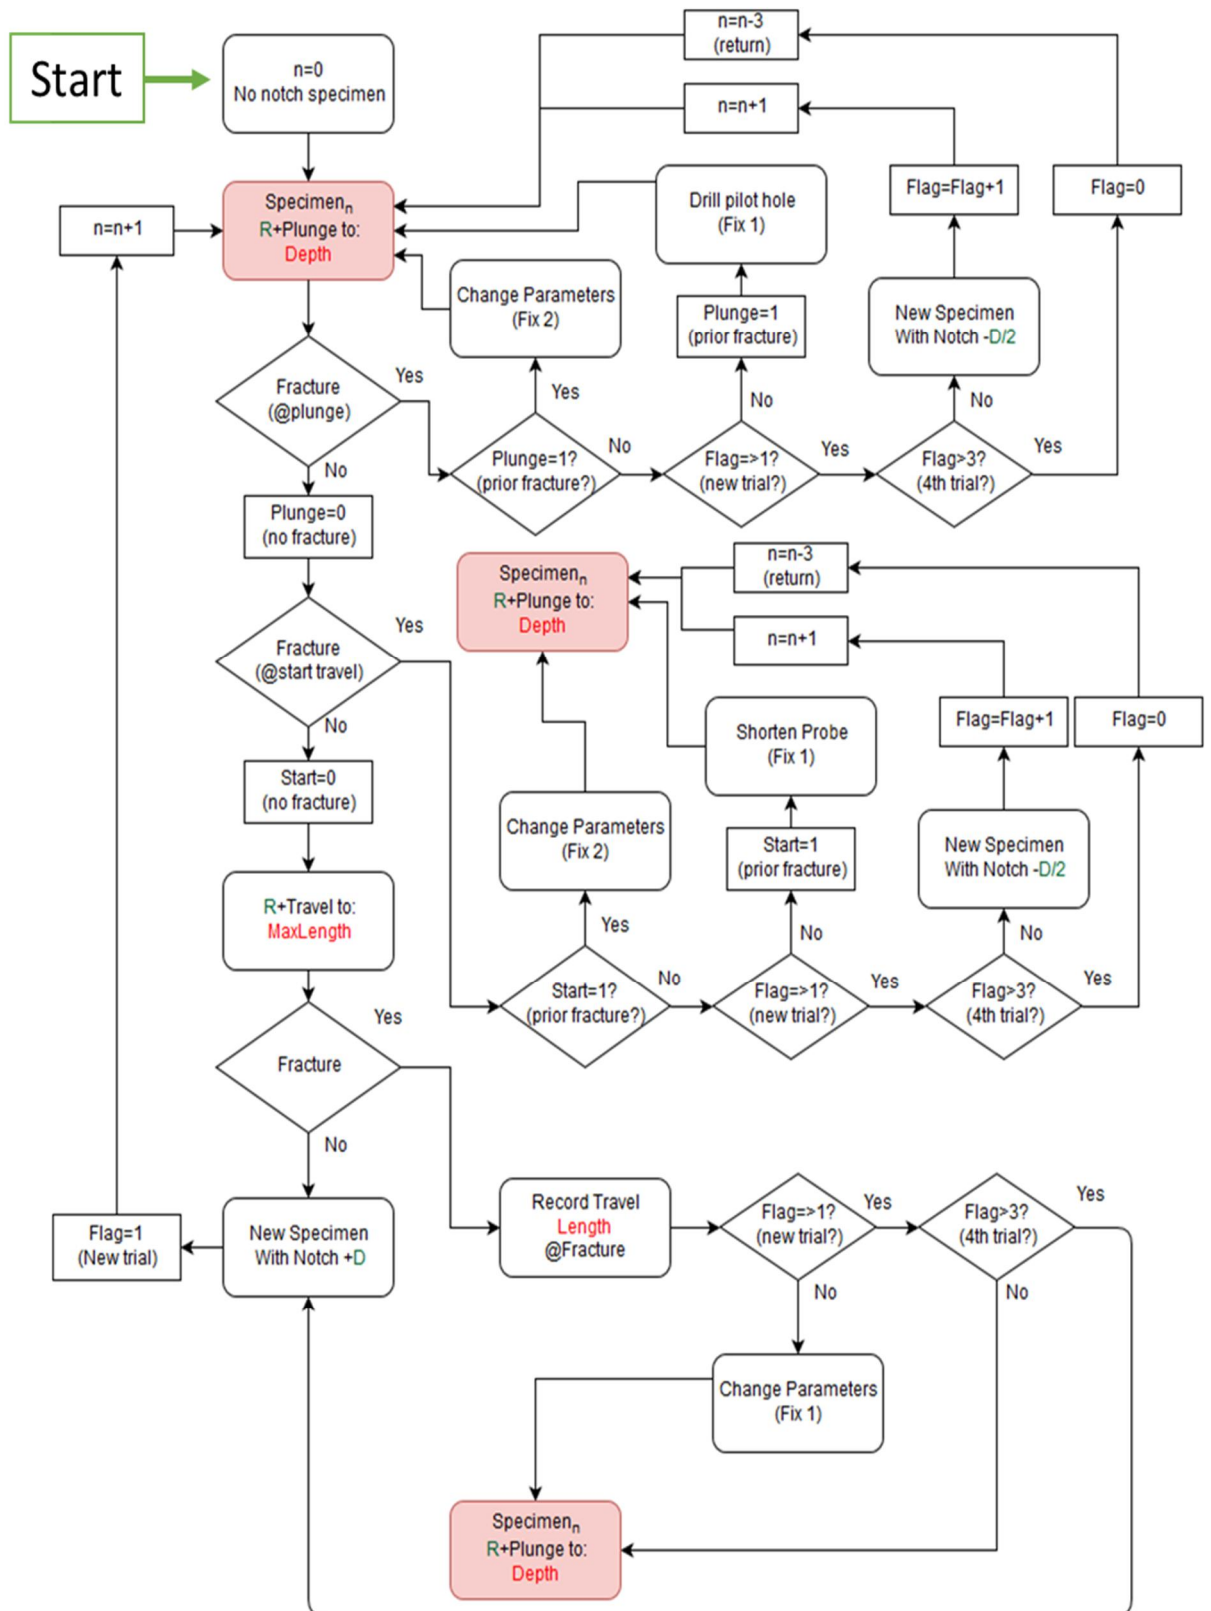 Start
n=0
No notch specimen
n=n-3
(return)
n=n+1
Flag=Flag+1
Flag=0
Drill pilot hole
(Fix 1)
n=n+1
Specimenn
R+Plunge to:
Depth
Change Parameters
(Fix 2)
Plunge=1
(prior fracture)
New Specimen
With Notch -D/2
Fracture
(@plunge)
Yes
Yes
No
No
Plunge=1?
(prior fracture?)
No
Flag=>1?
(new trial?)
Yes
Flag>3?
(4th trial?)
Yes
No
Plunge=0
(no fracture)
Fracture
(@start travel)
Yes
No
Specimenn
R+Plunge to:
Depth
n=n-3
(return)
n=n+1
Flag=Flag+1
Flag=0
Shorten Probe
(Fix 1)
Start=0
(no fracture)
Change Parameters
(Fix 2)
Start=1
(prior fracture)
New Specimen
With Notch -D/2
R+Travel to:
MaxLength
Yes
No
No
Start=1?
(prior fracture?)
No
Flag=>1?
(new trial?)
Yes
Flag>3?
(4th trial?)
Yes
Fracture
Yes
No
Flag=1
(New trial)
New Specimen
With Notch +D
Record Travel
Length
@Fracture
Flag=>1?
(new trial?)
Yes
Flag>3?
(4th trial?)
Yes
No
No
Change Parameters
(Fix 1)
Specimenn
R+Plunge to:
Depth